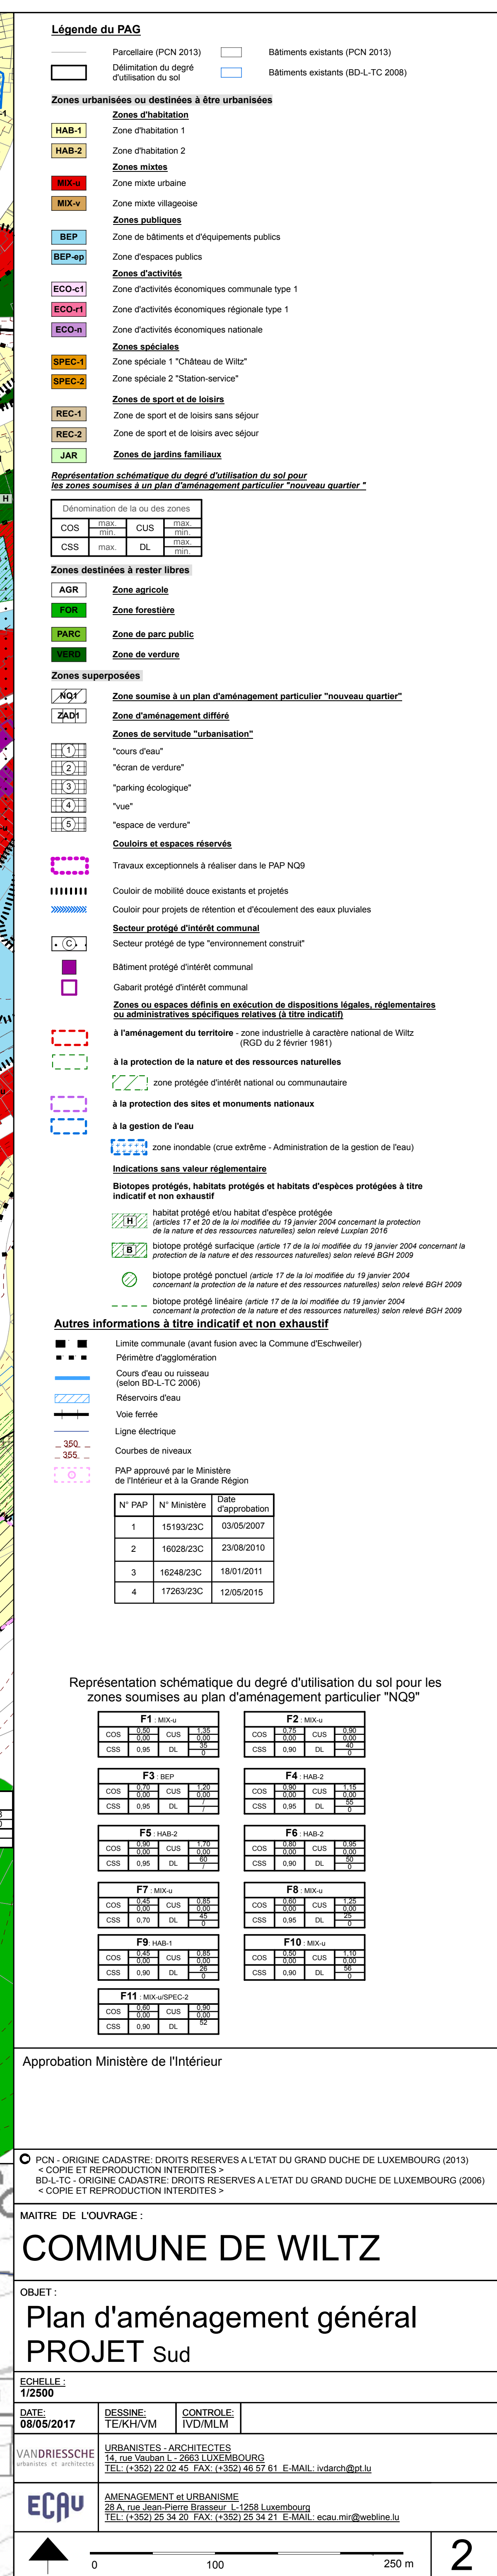 Légende du PAG
Parcellaire (PCN 2013)
Bâtiments existants (PCN 2013)
Délimitation du degré
d'utilisation du sol
Bâtiments existants (BD-L-TC 2008)
Zones urbanisées ou destinées à être urbanisées
Zones d'habitation
HAB-1 Zone d'habitation 1
HAB-2 Zone d'habitation 2
Zones mixtes
MIX-u Zone mixte urbaine
MIX-v Zone mixte villageoise
Zones publiques
BEP Zone de bâtiments et d'équipements publics
BEP-ep Zone d'espaces publics
Zones d'activités
ECO-c1 Zone d'activités économiques communale type 1
ECO-r1 Zone d'activités économiques régionale type 1
ECO-n Zone d'activités économiques nationale
Zones spéciales
SPEC-1 Zone spéciale 1 "Château de Wiltz"
SPEC-2 Zone spéciale 2 "Station-service"
Zones de sport et de loisirs
REC-1 Zone de sport et de loisirs sans séjour
REC-2 Zone de sport et de loisirs avec séjour
JAR Zones de jardins familiaux
Représentation schématique du degré d'utilisation du sol pour
les zones soumises à un plan d'aménagement particulier "nouveau quartier "
H
Dénomination de la ou des zones
COS max. min. CUS max. min.
CSS max. DL max. min.
Zones destinées à rester libres
AGR Zone agricole
FOR Zone forestière
PARC Zone de parc public
VERD Zone de verdure
Zones superposées
NQ1 Zone soumise à un plan d'aménagement particulier "nouveau quartier"
ZAD1 Zone d'aménagement différé
Zones de servitude "urbanisation"
1 "cours d'eau"
2 "écran de verdure"
3 "parking écologique"
4 "vue"
5 "espace de verdure"
Couloirs et espaces réservés
Travaux exceptionnels à réaliser dans le PAP NQ9
Couloir de mobilité douce existants et projetés
Couloir pour projets de rétention et d'écoulement des eaux pluviales
Secteur protégé d'intérêt communal
C Secteur protégé de type "environnement construit"
Bâtiment protégé d'intérêt communal
Gabarit protégé d'intérêt communal
Zones ou espaces définis en exécution de dispositions légales, réglementaires
ou administratives spécifiques relatives (à titre indicatif)
à l'aménagement du territoire - zone industrielle à caractère national de Wiltz
(RGD du 2 février 1981)
à la protection de la nature et des ressources naturelles
zone protégée d'intérêt national ou communautaire
à la protection des sites et monuments nationaux
à la gestion de l'eau
zone inondable (crue extrême - Administration de la gestion de l'eau)
Indications sans valeur réglementaire
Biotopes protégés, habitats protégés et habitats d'espèces protégées à titre
indicatif et non exhaustif
H habitat protégé et/ou habitat d'espèce protégée
(articles 17 et 20 de la loi modifiée du 19 janvier 2004 concernant la protection
de la nature et des ressources naturelles) selon relevé Luxplan 2016
B biotope protégé surfacique (article 17 de la loi modifiée du 19 janvier 2004 concernant la
protection de la nature et des ressources naturelles) selon relevé BGH 2009
biotope protégé ponctuel (article 17 de la loi modifiée du 19 janvier 2004
concernant la protection de la nature et des ressources naturelles) selon relevé BGH 2009
biotope protégé linéaire (article 17 de la loi modifiée du 19 janvier 2004
concernant la protection de la nature et des ressources naturelles) selon relevé BGH 2009
Autres informations à titre indicatif et non exhaustif
Limite communale (avant fusion avec la Commune d'Eschweiler)
Périmètre d'agglomération
Cours d'eau ou ruisseau
(selon BD-L-TC 2006)
Réservoirs d'eau
Voie ferrée
Ligne électrique
350
Courbes de niveaux
355
PAP approuvé par le Ministère
de l'Intérieur et à la Grande Région
N° PAP N° Ministère Date d'approbation
1 15193/23C 03/05/2007
2 16028/23C 23/08/2010
3 16248/23C 18/01/2011
4 17263/23C 12/05/2015
Représentation schématique du degré d'utilisation du sol pour les
zones soumises au plan d'aménagement particulier "NQ9"
F1 : MIX-u
COS 0,50 0,00 CUS 1,35 0,00
CSS 0,95 DL 35 0
F2 : MIX-u
COS 0,75 0,00 CUS 0,90 0,00
CSS 0,90 DL 40 0
F3 : BEP
COS 0,70 0,00 CUS 1,20 0,00
CSS 0,95 DL / /
F4 : HAB-2
COS 0,90 0,00 CUS 1,15 0,00
CSS 0,90 DL 55 0
F5 : HAB-2
COS 0,90 0,00 CUS 1,70 0,00
CSS 0,95 DL 60 /
F6 : HAB-2
COS 0,80 0,00 CUS 0,95 0,00
CSS 0,90 DL 50 0
F7 : MIX-u
COS 0,45 0,00 CUS 0,85 0,00
CSS 0,70 DL 45 0
F8 : MIX-u
COS 0,60 0,00 CUS 1,25 0,00
CSS 0,95 DL 25 0
F9: HAB-1
COS 0,45 0,00 CUS 0,85 0,00
CSS 0,90 DL 26 0
F10 : MIX-u
COS 0,50 0,00 CUS 1,10 0,00
CSS 0,90 DL 56 0
F11 : MIX-u/SPEC-2
COS 0,60 0,00 CUS 0,90 0,00
CSS 0,90 DL 52
Approbation Ministère de l'Intérieur
© PCN - ORIGINE CADASTRE: DROITS RESERVES A L'ETAT DU GRAND DUCHE DE LUXEMBOURG (2013)
< COPIE ET REPRODUCTION INTERDITES >
BD-L-TC - ORIGINE CADASTRE: DROITS RESERVES A L'ETAT DU GRAND DUCHE DE LUXEMBOURG (2006)
< COPIE ET REPRODUCTION INTERDITES >
MAITRE DE L'OUVRAGE :
COMMUNE DE WILTZ
OBJET :
Plan d'aménagement général
PROJET Sud
ECHELLE :
1/2500
DATE: DESSINE: CONTROLE:
08/05/2017 TE/KH/VM IVD/MLM
VANDRIESSCHE
urbanistes et architectes
URBANISTES - ARCHITECTES
14, rue Vauban L - 2663 LUXEMBOURG
TEL: (+352) 22 02 45 FAX: (+352) 46 57 61 E-MAIL: ivdarch@pt.lu
ECAU
AMENAGEMENT et URBANISME
28 A, rue Jean-Pierre Brasseur L-1258 Luxembourg
TEL: (+352) 25 34 20 FAX: (+352) 25 34 21 E-MAIL: ecau.mir@webline.lu
0 100 250 m
2